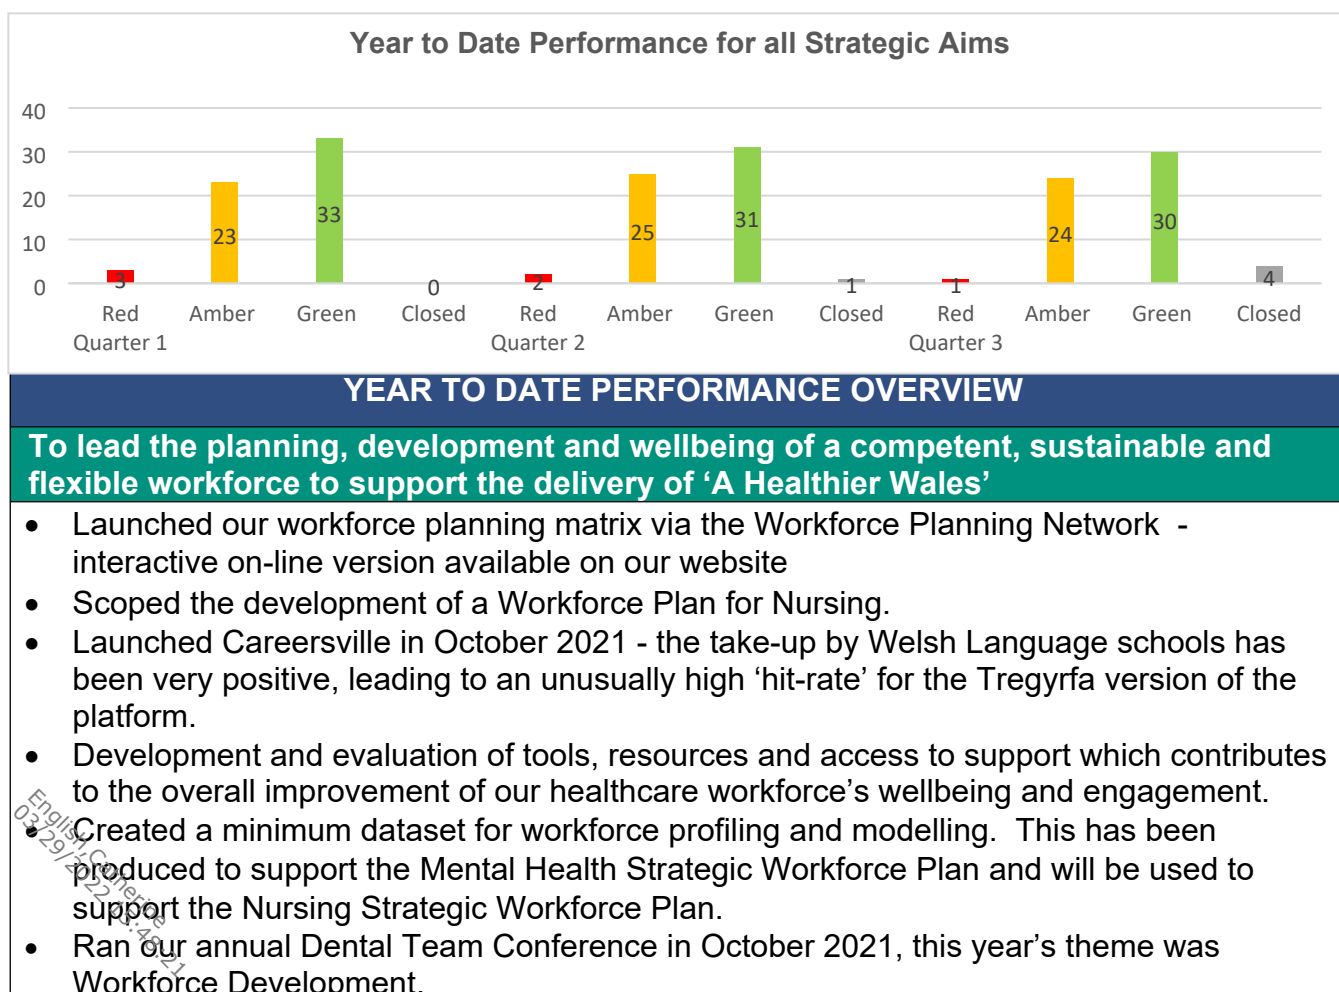 Year to Date Performance for all Strategic Aims
40
30
20
10
0
3
23
33
0
2
25
31
1
1
24
30
4
Red Amber Green Closed Red Amber Green Closed Red Amber Green Closed
Quarter 1 Quarter 2 Quarter 3
YEAR TO DATE PERFORMANCE OVERVIEW
To lead the planning, development and wellbeing of a competent, sustainable and
flexible workforce to support the delivery of ‘A Healthier Wales’
• Launched our workforce planning matrix via the Workforce Planning Network -
interactive on-line version available on our website
• Scoped the development of a Workforce Plan for Nursing.
• Launched Careersville in October 2021 - the take-up by Welsh Language schools has
been very positive, leading to an unusually high ‘hit-rate’ for the Tregyrfa version of the
platform.
• Development and evaluation of tools, resources and access to support which contributes
to the overall improvement of our healthcare workforce’s wellbeing and engagement.
• Created a minimum dataset for workforce profiling and modelling. This has been
produced to support the Mental Health Strategic Workforce Plan and will be used to
support the Nursing Strategic Workforce Plan.
• Ran our annual Dental Team Conference in October 2021, this year’s theme was
Workforce Development.
English, Catherine
03/29/2022 13:48:21